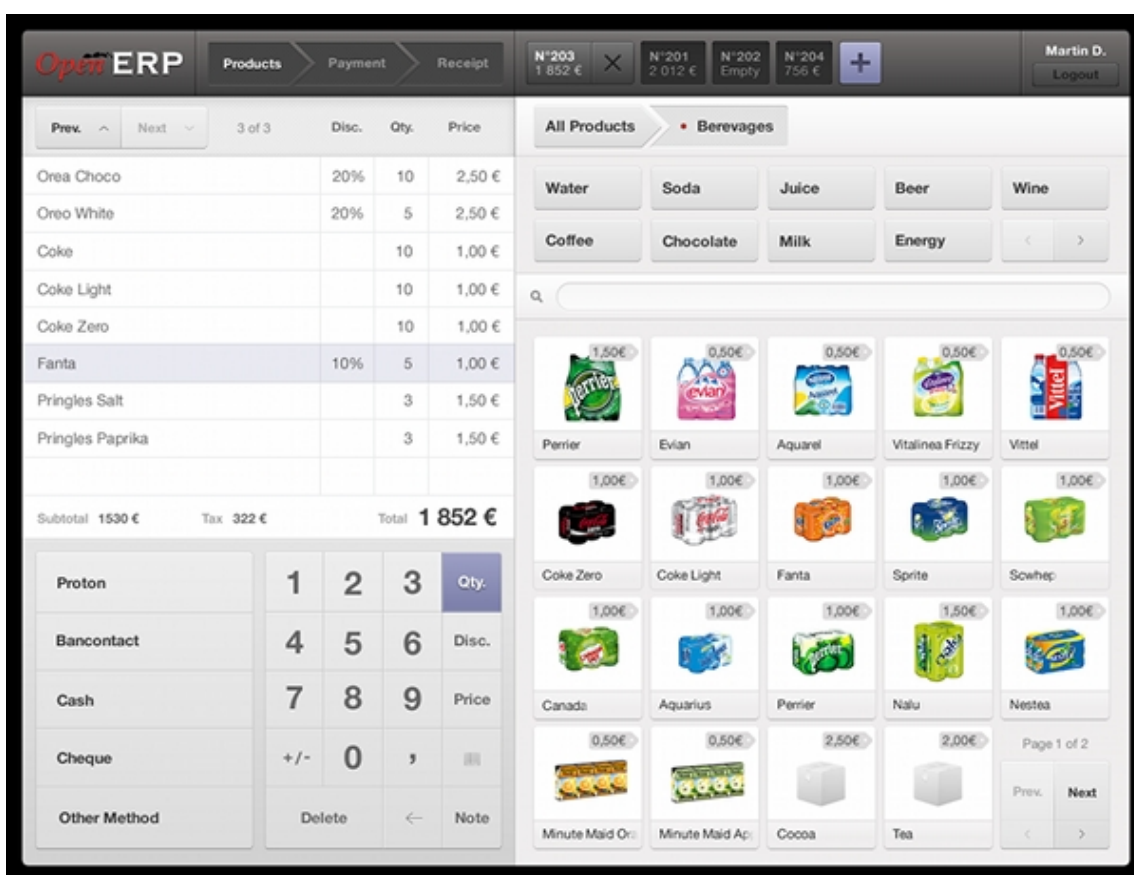 Open ERP
Products Payment Receipt
N°203 N°201 N°202 N°204 +
1 852 € 2 012 € Empty 756 €
Martin D.
Logout
Prev. Next 3 of 3 Disc. Qty. Price
Orea Choco 20% 10 2,50 €
Oreo White 20% 5 2,50 €
Coke 10 1,00 €
Coke Light 10 1,00 €
Coke Zero 10 1,00 €
Fanta 10% 5 1,00 €
Pringles Salt 3 1,50 €
Pringles Paprika 3 1,50 €
Subtotal 1530 € Tax 322 € Total 1 852 €
Proton 1 2 3 Qty.
Bancontact 4 5 6 Disc.
Cash 7 8 9 Price
Cheque +/- 0 ,
Other Method Delete ← Note
All Products • Berevages
Water Soda Juice Beer Wine
Coffee Chocolate Milk Energy < >
1,50€ 0,50€ 0,50€ 0,50€ 0,50€
perrier evian Aquarel Vittel
Perrier Evian Aquarel Vitalinea Frizzy Vittel
1,00€ 1,00€ 1,00€ 1,00€ 1,00€
Coke Zero Coke Light Fanta Sprite Scwhep
1,00€ 1,00€ 1,00€ 1,50€ 1,00€
Canada Aquarius Perrier Nalu Nestea
0,50€ 0,50€ 2,50€ 2,00€ Page 1 of 2
Prev. Next
Minute Maid Ora Minute Maid Ap Cocoa Tea < >